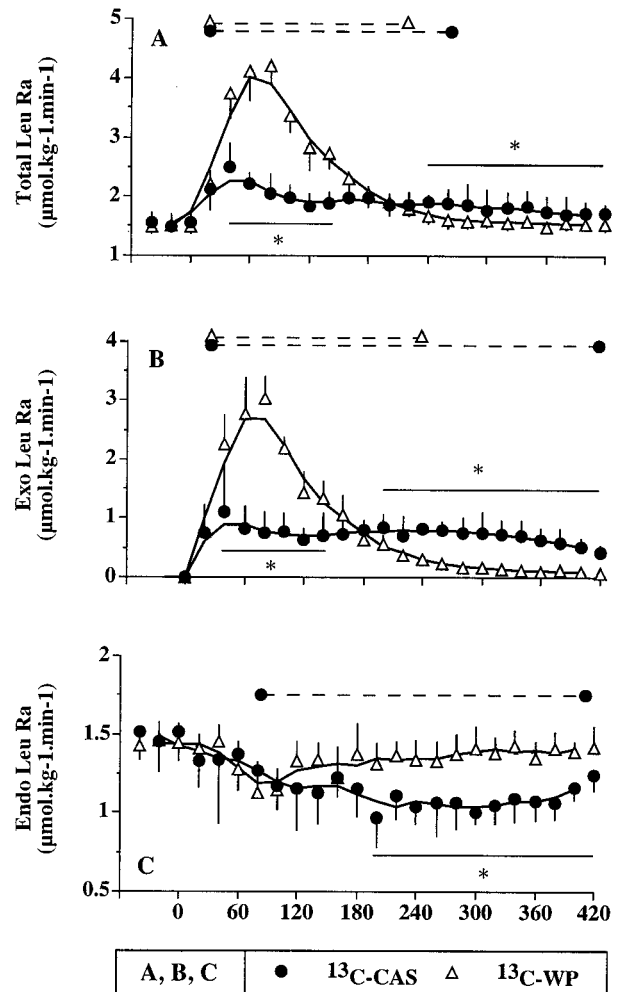 5
A
4
3
2
1
Total Leu Ra
(µmol.kg-1.min-1)
*
*
4
B
3
2
1
0
Exo Leu Ra
(µmol.kg-1.min-1)
*
*
2
1.5
1
0.5
Endo Leu Ra
(µmol.kg-1.min-1)
C
*
0 60 120 180 240 300 360 420
A, B, C ● 13C-CAS △ 13C-WP